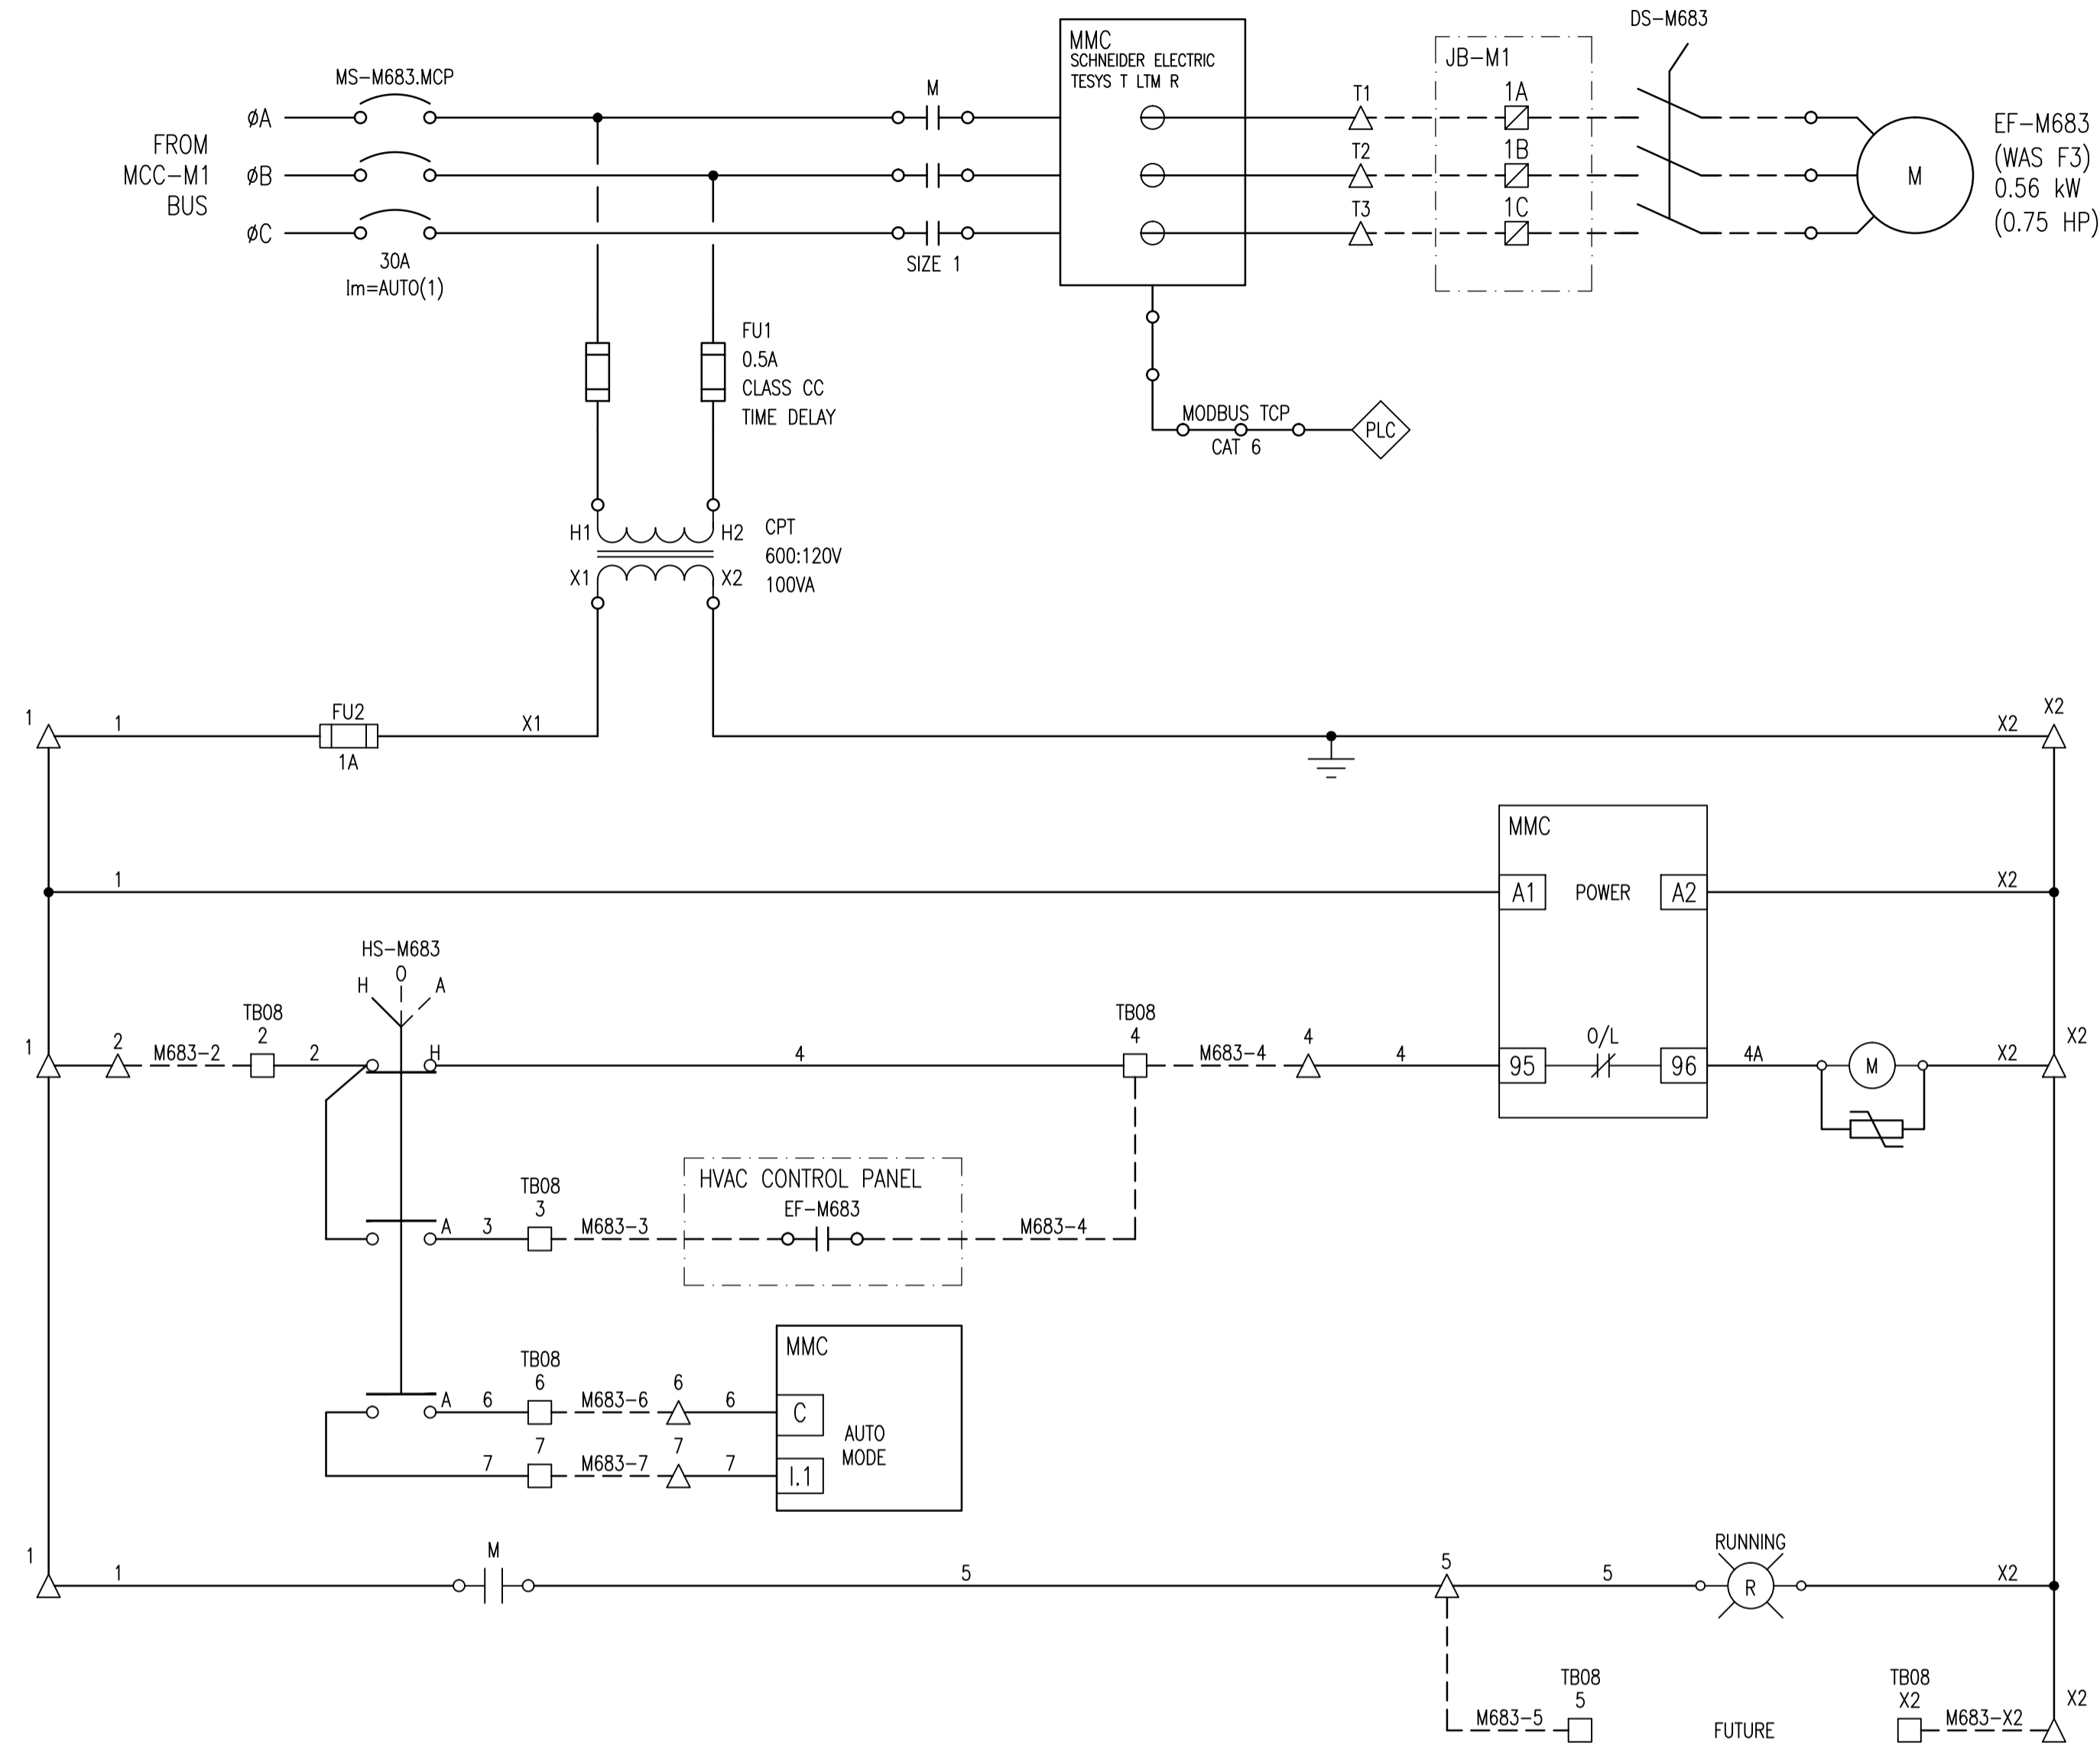 DS-M683
MS-M683.MCP
MMC
SCHNEIDER ELECTRIC
TESYS T LTM R
JB-M1
M
T1
1A
øA
FROM
MCC-M1
BUS
øB
øC
T2
1B
T3
1C
M
EF-M683
(WAS F3)
0.56 kW
(0.75 HP)
30A
Im=AUTO(1)
SIZE 1
FU1
0.5A
CLASS CC
TIME DELAY
MODBUS TCP
CAT 6
PLC
H1
H2
CPT
600:120V
100VA
X1
X2
1
1
FU2
1A
X1
X2
X2
MMC
1
A1
POWER
A2
X2
HS-M683
O
H
A
1
2
M683-2
TB08
2
2
H
4
TB08
4
M683-4
4
4
95
O/L
96
4A
M
X2
X2
HVAC CONTROL PANEL
EF-M683
A
3
TB08
3
M683-3
M683-4
MMC
A
6
TB08
6
M683-6
6
6
C
AUTO
MODE
7
7
M683-7
7
7
I.1
1
1
M
5
5
5
RUNNING
R
X2
M683-5
TB08
5
FUTURE
TB08
X2
M683-X2
X2